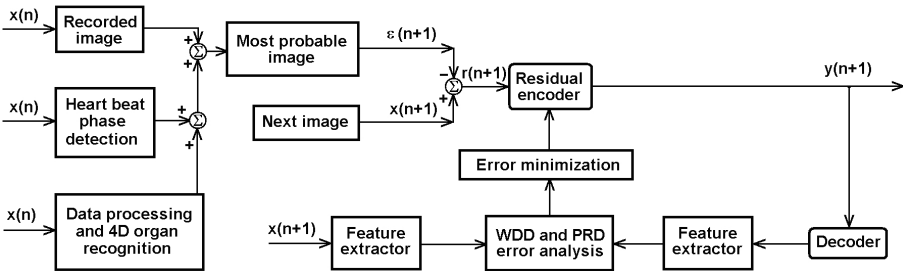 x(n)
Recorded
image
+
+
Σ
Most probable
image
ε(n+1)
−
Σ
+
r(n+1)
Residual
encoder
y(n+1)
x(n)
Heart beat
phase
detection
+
Σ
+
Next image
x(n+1)
Error minimization
x(n)
Data processing
and 4D organ
recognition
x(n+1)
Feature
extractor
WDD and PRD
error analysis
Feature
extractor
Decoder